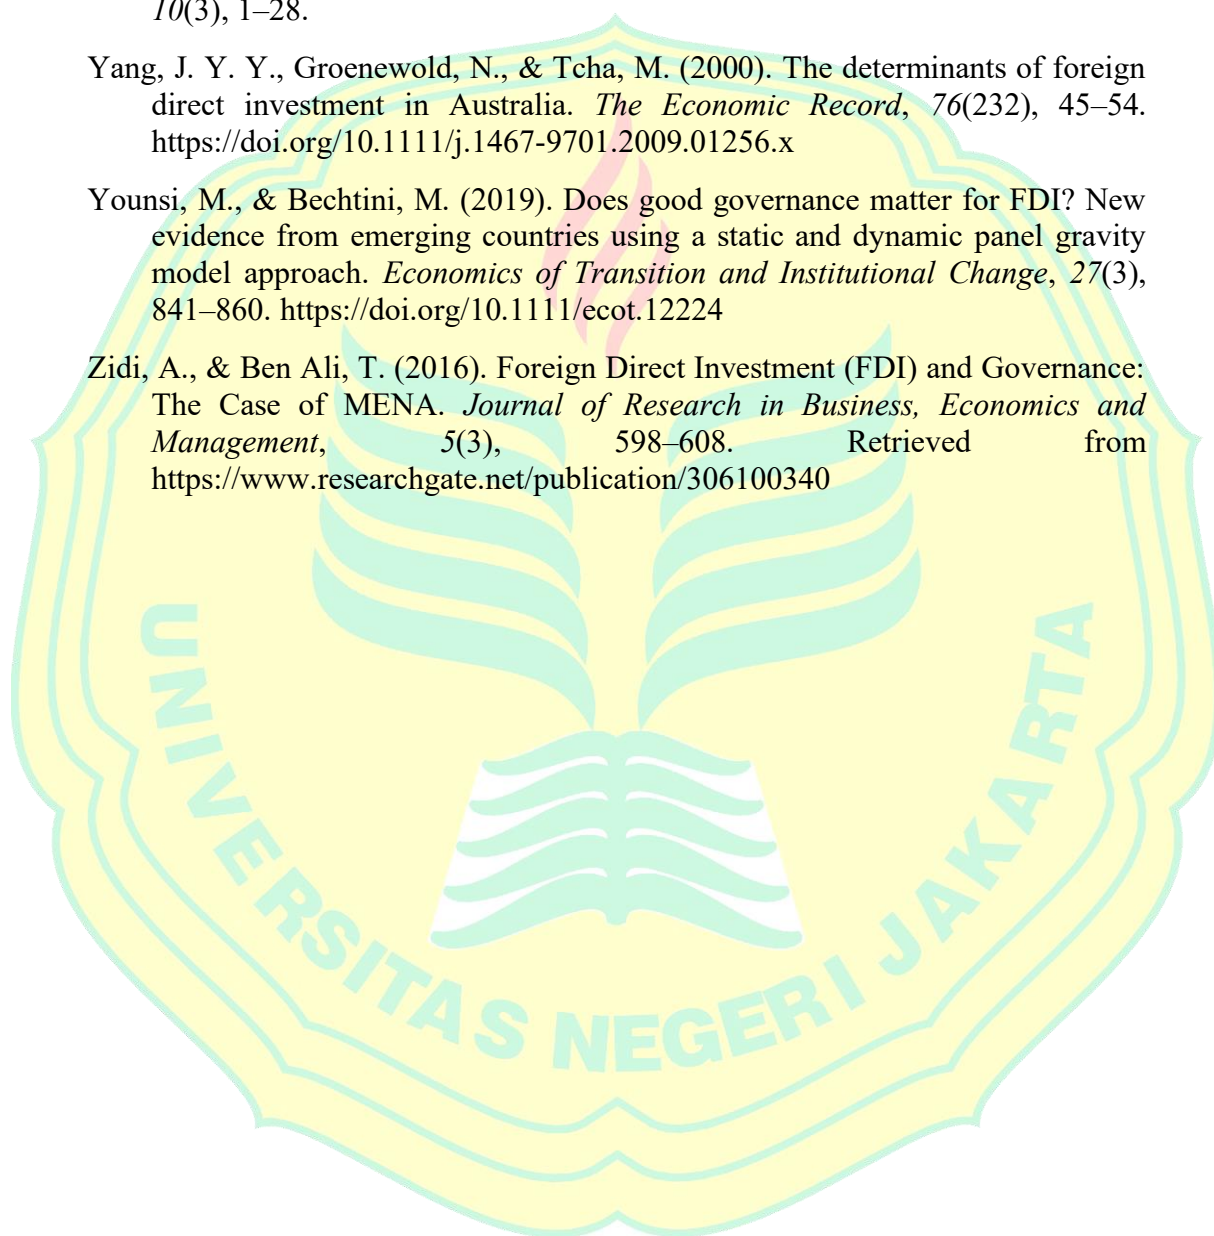 10(3), 1–28.
Yang, J. Y. Y., Groenewold, N., & Tcha, M. (2000). The determinants of foreign
direct investment in Australia. The Economic Record, 76(232), 45–54.
https://doi.org/10.1111/j.1467-9701.2009.01256.x
Younsi, M., & Bechtini, M. (2019). Does good governance matter for FDI? New
evidence from emerging countries using a static and dynamic panel gravity
model approach. Economics of Transition and Institutional Change, 27(3),
841–860. https://doi.org/10.1111/ecot.12224
Zidi, A., & Ben Ali, T. (2016). Foreign Direct Investment (FDI) and Governance:
The Case of MENA. Journal of Research in Business, Economics and
Management, 5(3), 598–608. Retrieved from
https://www.researchgate.net/publication/306100340
UNIVERSITAS NEGERI JAKARTA